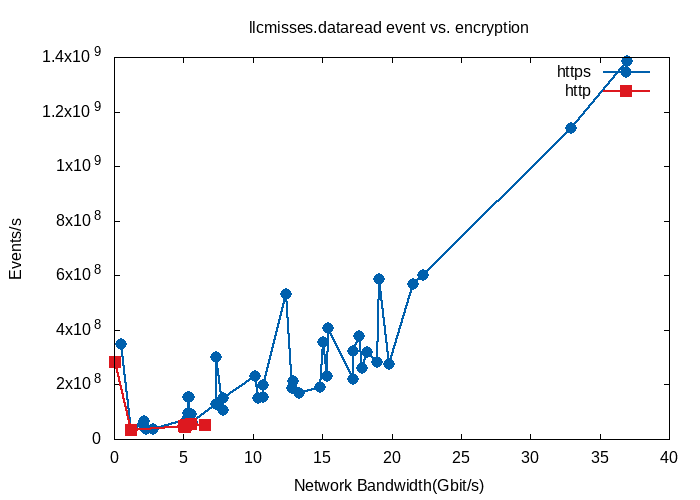 llcmisses.dataread event vs. encryption
1.4x10^9
https
http
1.2x10^9
1x10^9
8x10^8
6x10^8
4x10^8
2x10^8
0
Events/s
0 5 10 15 20 25 30 35 40
Network Bandwidth(Gbit/s)